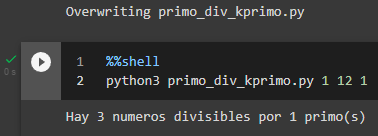 Overwriting primo_div_kprimo.py
0s
1 %%shell
2 python3 primo_div_kprimo.py 1 12 1
Hay 3 numeros divisibles por 1 primo(s)